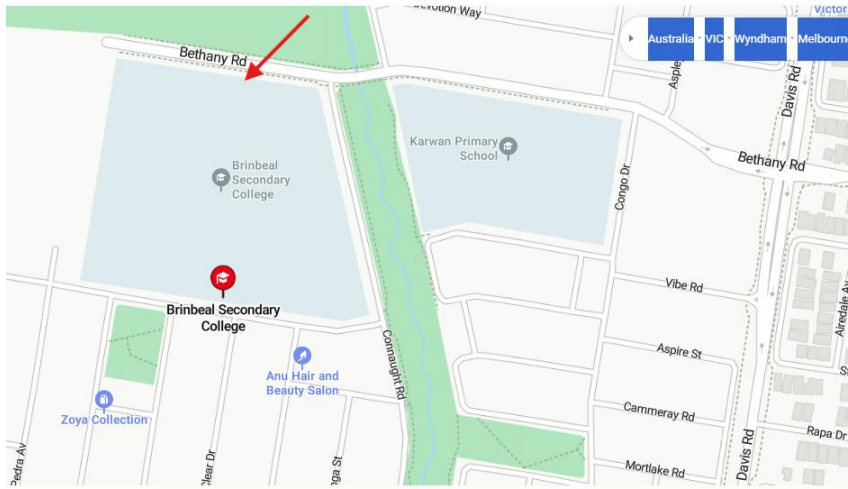 Devotion Way
Victor
Australia
VIC
Wyndham
Melbourne
Bethany Rd
Davis Rd
Karwan Primary
School
Brinbeal
Secondary
College
Bethany Rd
Congo Dr
Brinbeal Secondary
College
Vibe Rd
Airedale Av
Connaught Rd
Aspire St
Anu Hair and
Beauty Salon
Zoya Collection
Cammeray Rd
Rapa Dr
Pedra Av
Clear Dr
Davis Rd
Mortlake Rd